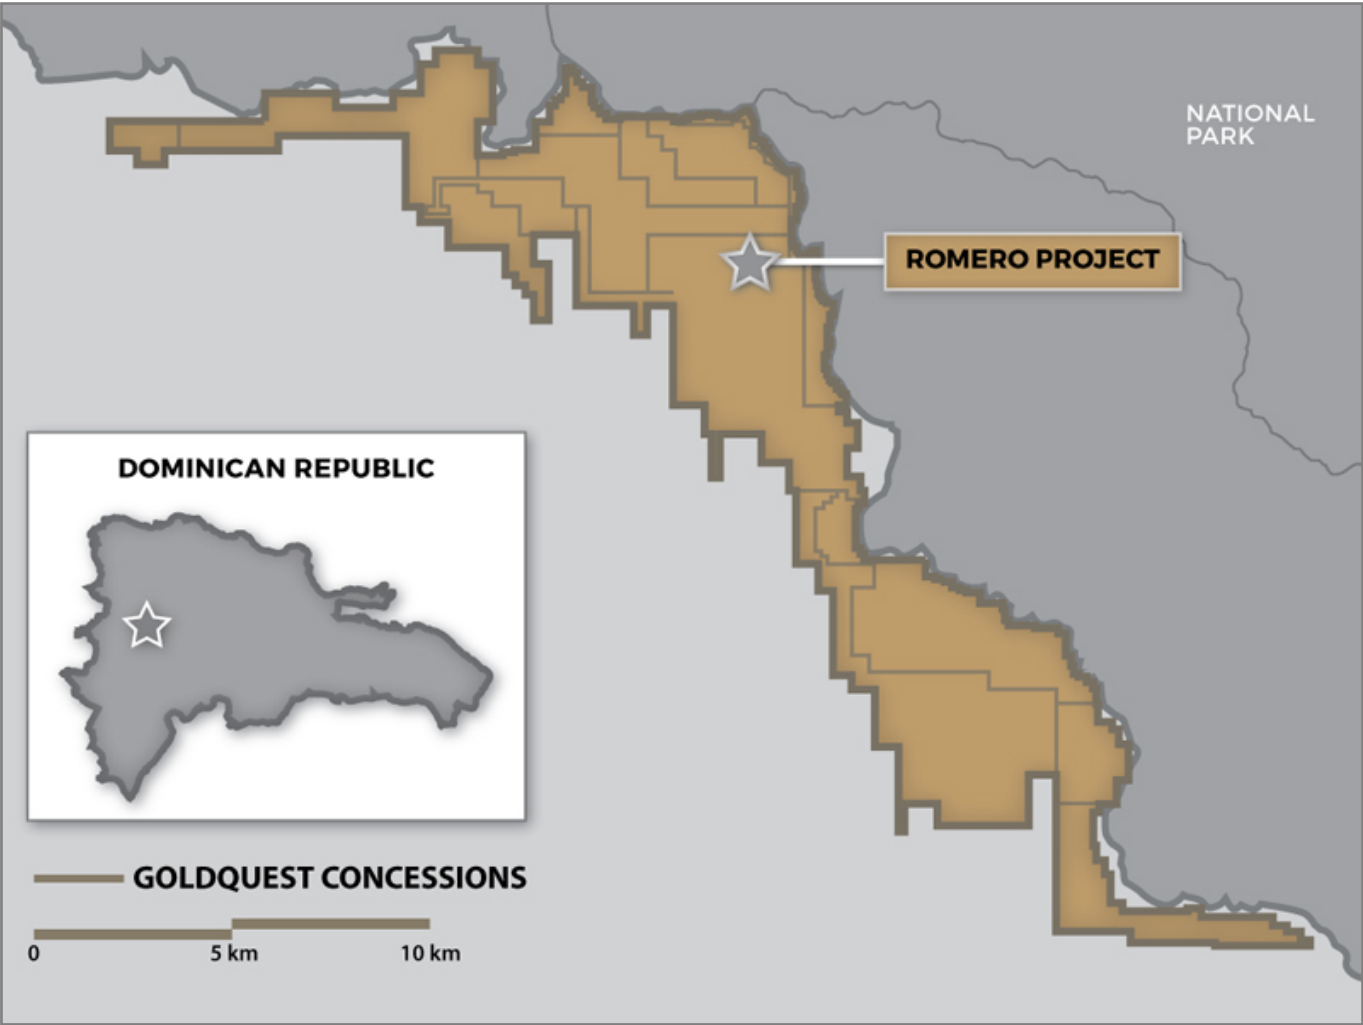 NATIONAL
PARK
ROMERO PROJECT
DOMINICAN REPUBLIC
GOLDQUEST CONCESSIONS
0 5 km 10 km